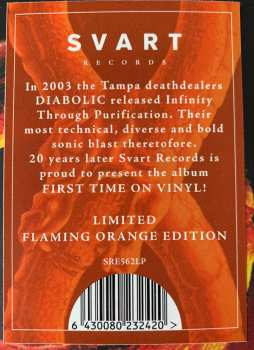 SVART
RECORDS
In 2003 the Tampa deathdealers
DIABOLIC released Infinity
Through Purification. Their
most technical, diverse and bold
sonic blast theretofore.
20 years later Svart Records is
proud to present the album
FIRST TIME ON VINYL!
LIMITED
FLAMING ORANGE EDITION
SRE562LP
6 430080 232420 >